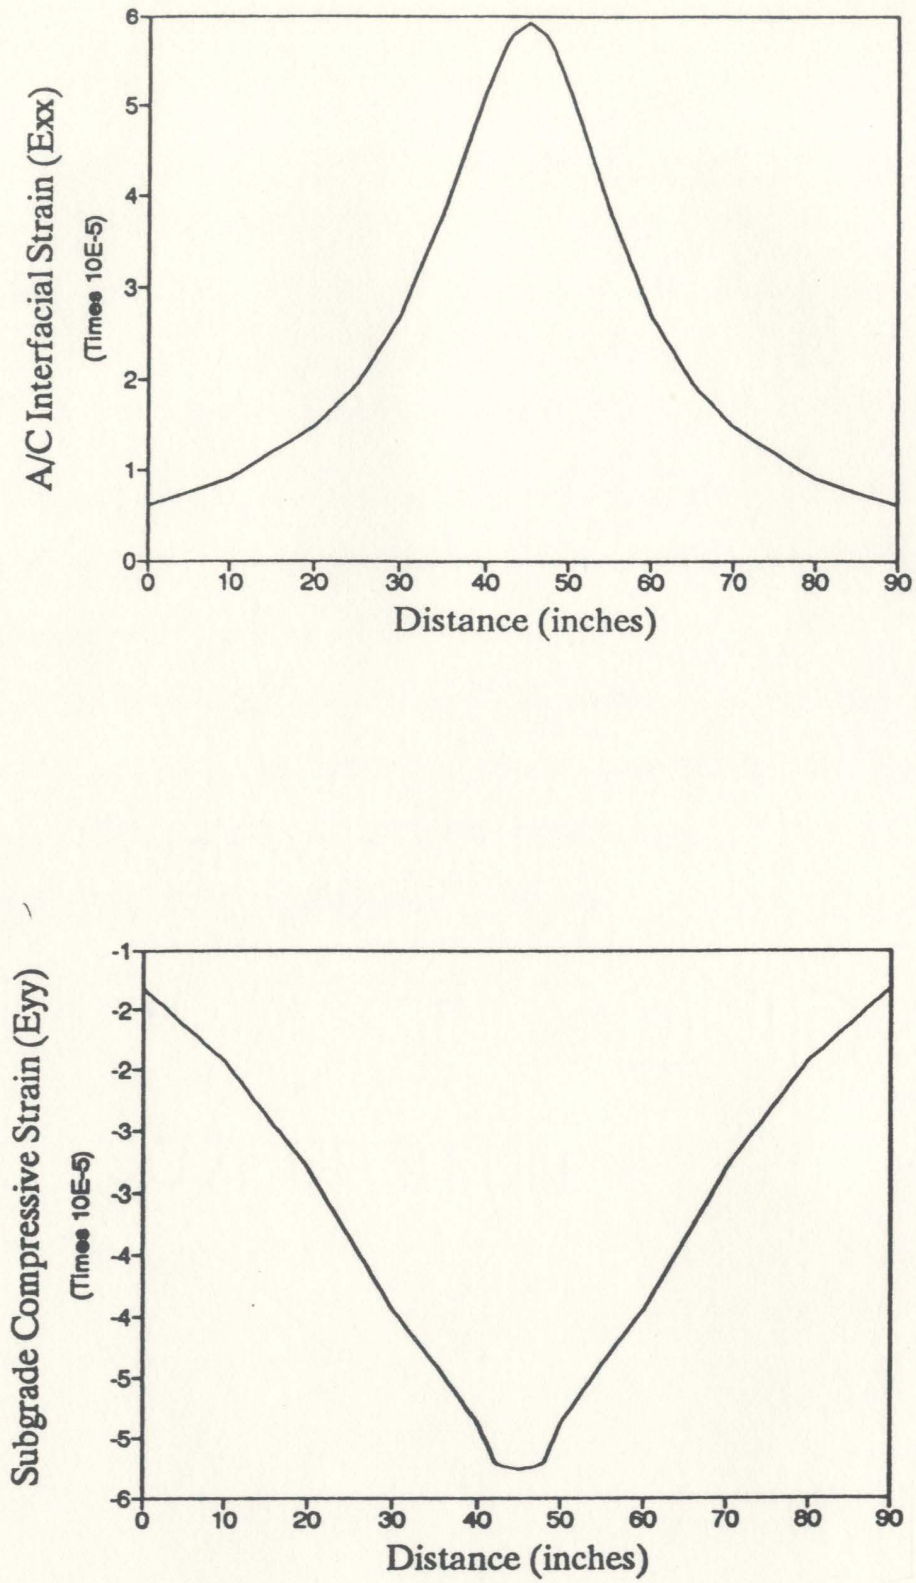 A/C Interfacial Strain (Exx)
(Times 10E-5)
6
5
4
3
2
1
0
0 10 20 30 40 50 60 70 80 90
Distance (inches)
Subgrade Compressive Strain (Eyy)
(Times 10E-5)
-1
-2
-2
-3
-3
-4
-4
-5
-5
-6
0 10 20 30 40 50 60 70 80 90
Distance (inches)